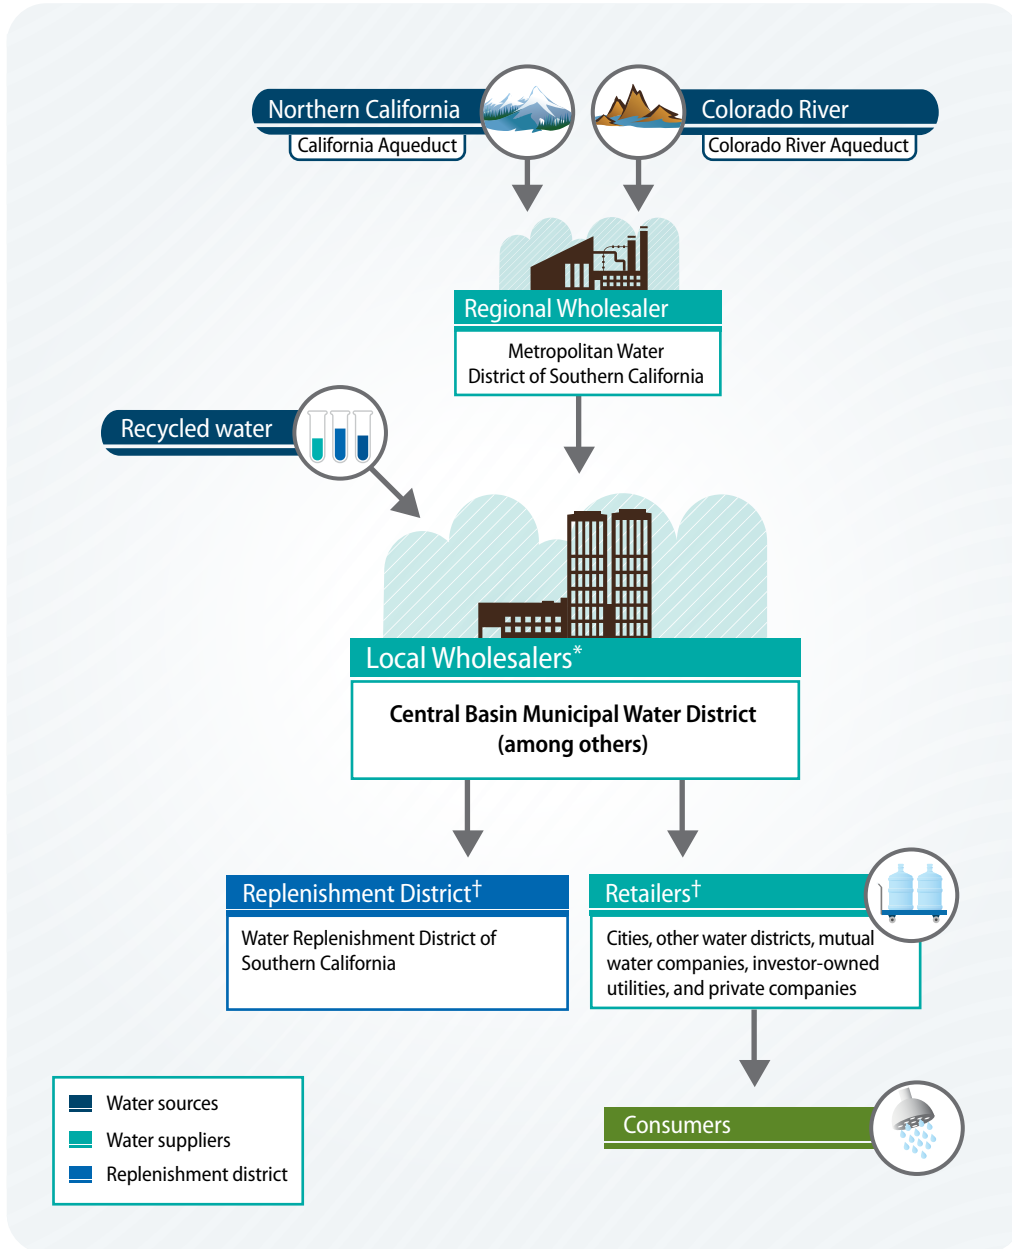 Northern California
California Aqueduct
Colorado River
Colorado River Aqueduct
Regional Wholesaler
Metropolitan Water
District of Southern California
Recycled water
Local Wholesalers*
Central Basin Municipal Water District
(among others)
Replenishment District†
Water Replenishment District of
Southern California
Retailers†
Cities, other water districts, mutual
water companies, investor-owned
utilities, and private companies
Consumers
Water sources
Water suppliers
Replenishment district